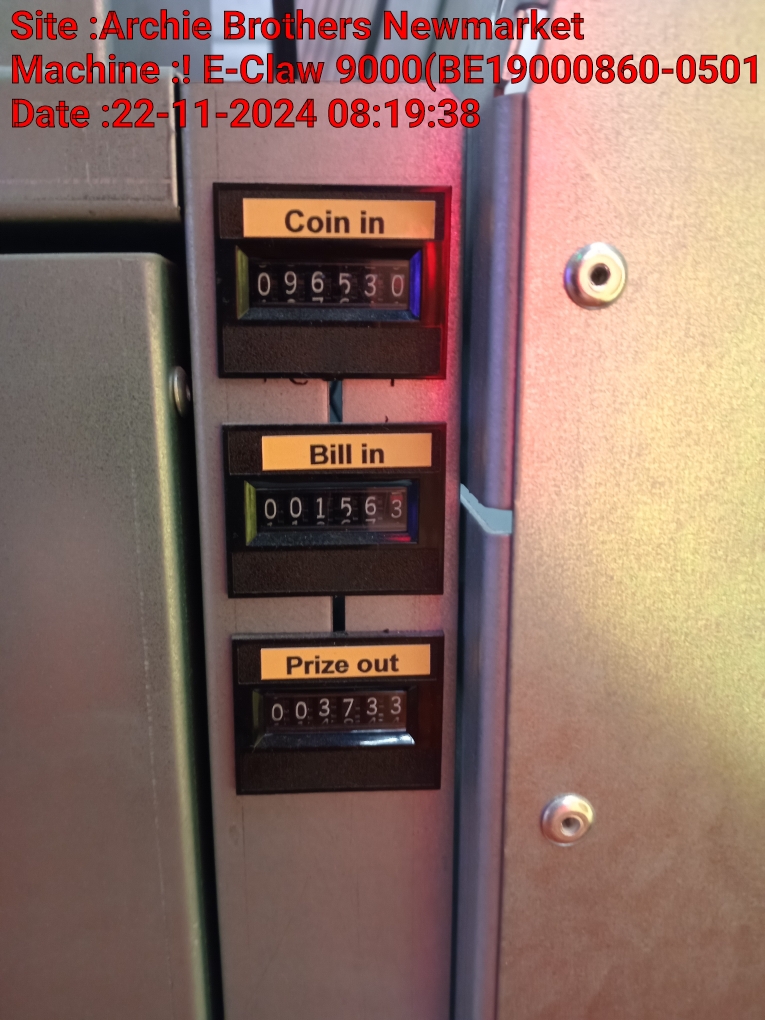 Site :Archie Brothers Newmarket
Machine :! E-Claw 9000(BE19000860-0501
Date :22-11-2024 08:19:38
Coin in
096530
Bill in
001563
Prize out
003733